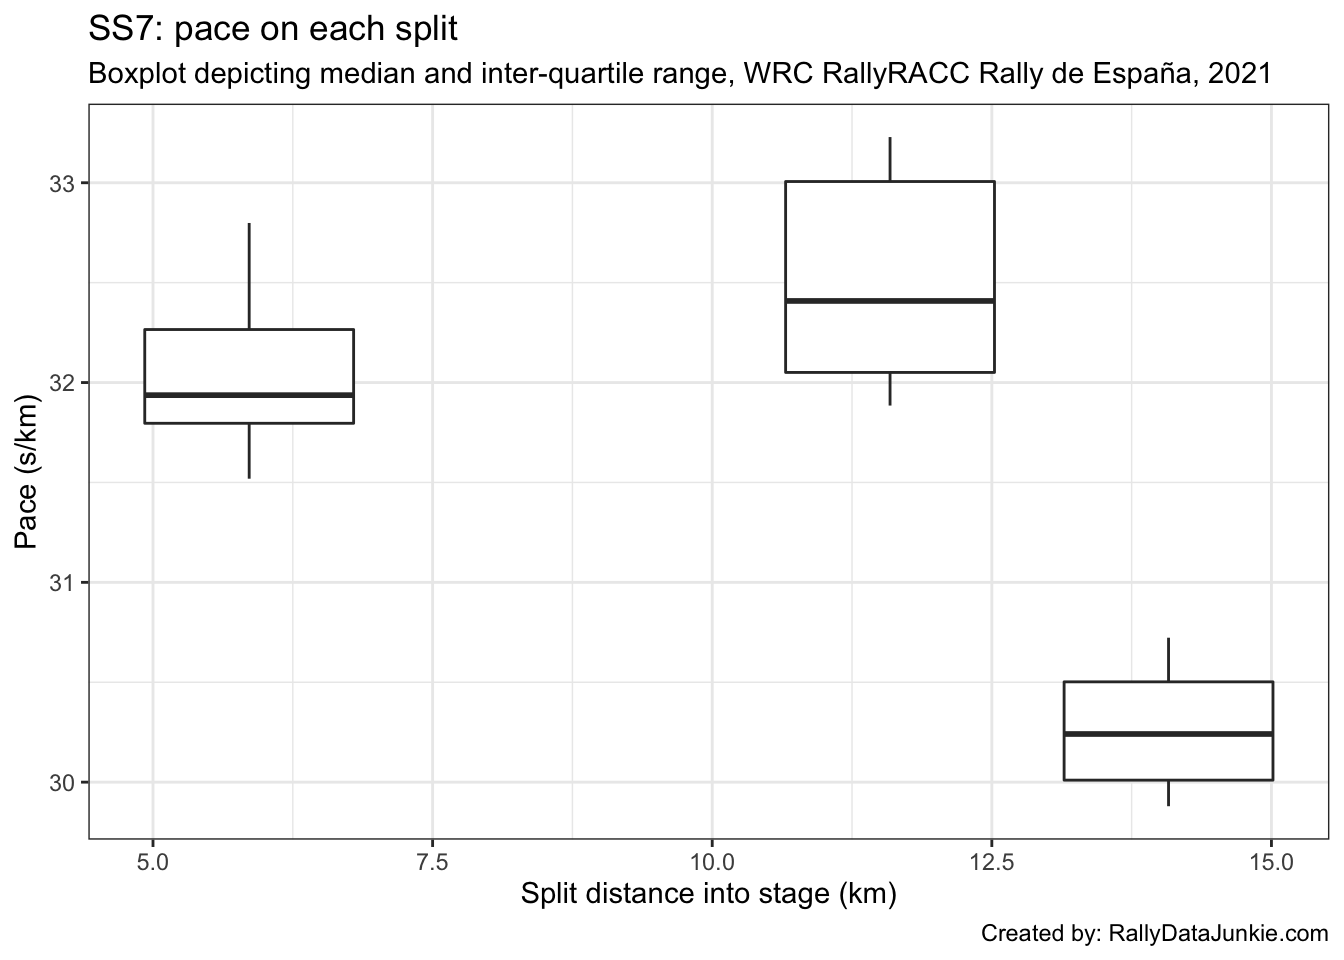 SS7: pace on each split
Boxplot depicting median and inter-quartile range, WRC RallyRACC Rally de España, 2021
Pace (s/km)
33
32
31
30
5.0 7.5 10.0 12.5 15.0
Split distance into stage (km)
Created by: RallyDataJunkie.com